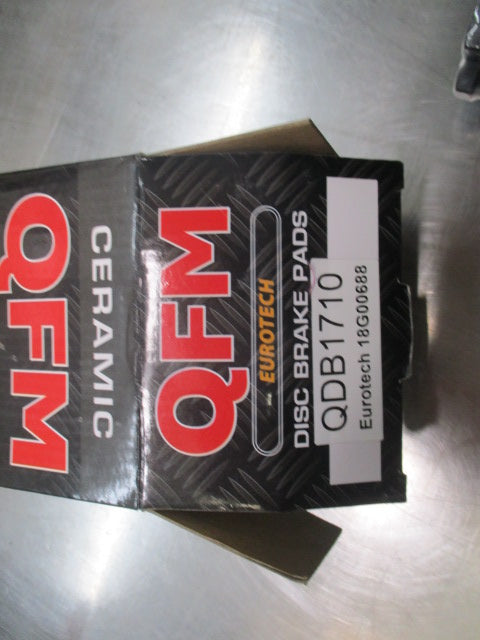 QFM
CERAMIC
QFM
EUROTECH
DISC BRAKE PADS
QDB1710
Eurotech 18G00688